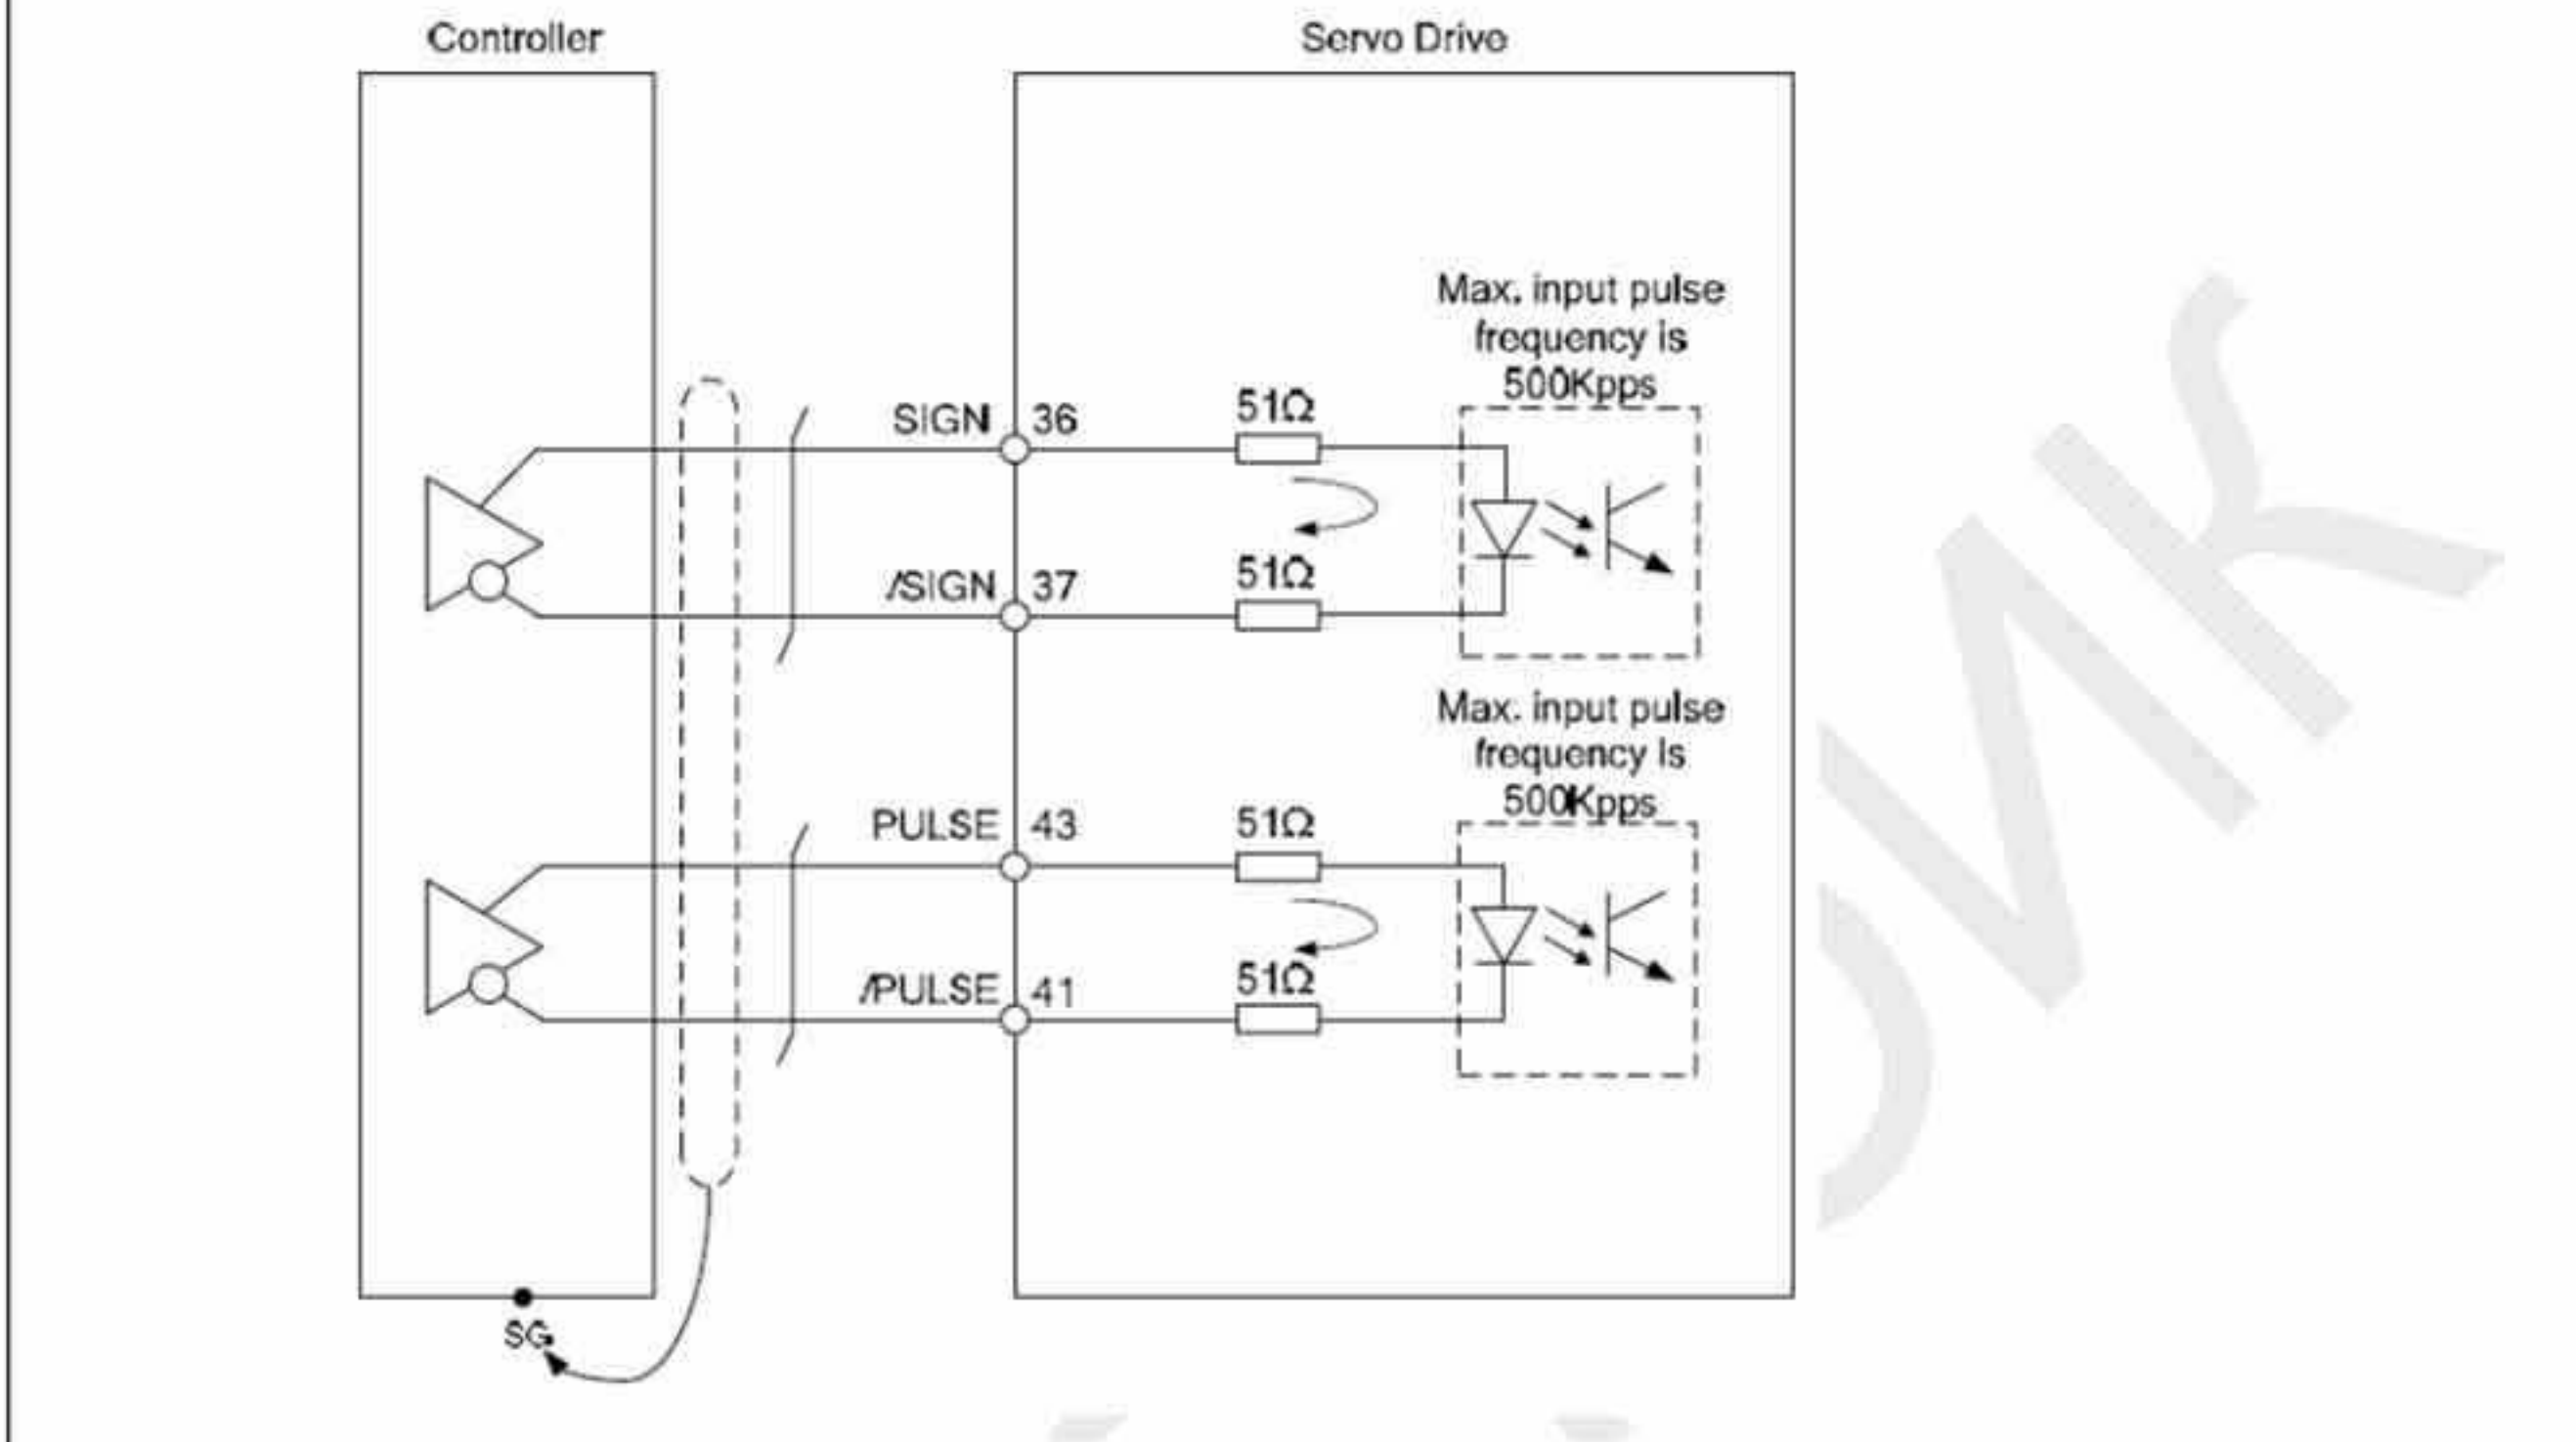 Controller
Servo Drive
Max. input pulse
frequency is
500Kpps
SIGN 36
51Ω
/SIGN 37
51Ω
Max. input pulse
frequency is
500Kpps
PULSE 43
51Ω
/PULSE 41
51Ω
SG